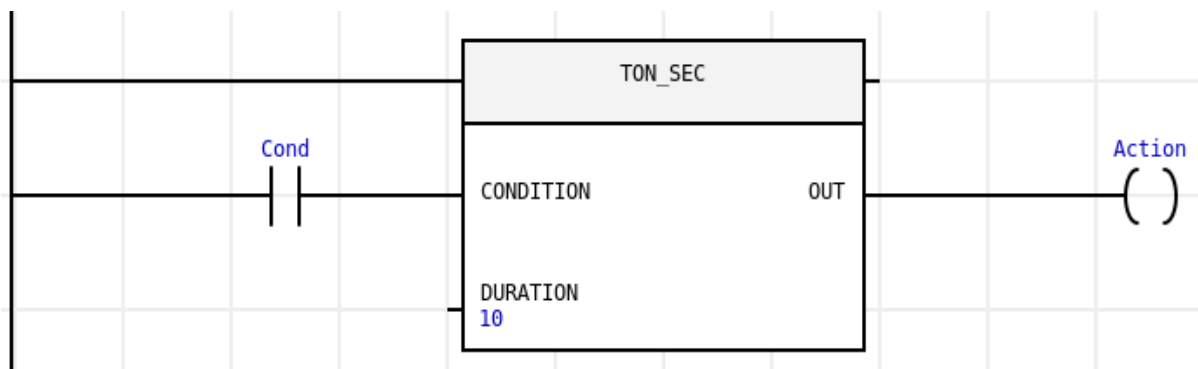 TON_SEC
Cond
Action
CONDITION
OUT
DURATION
10